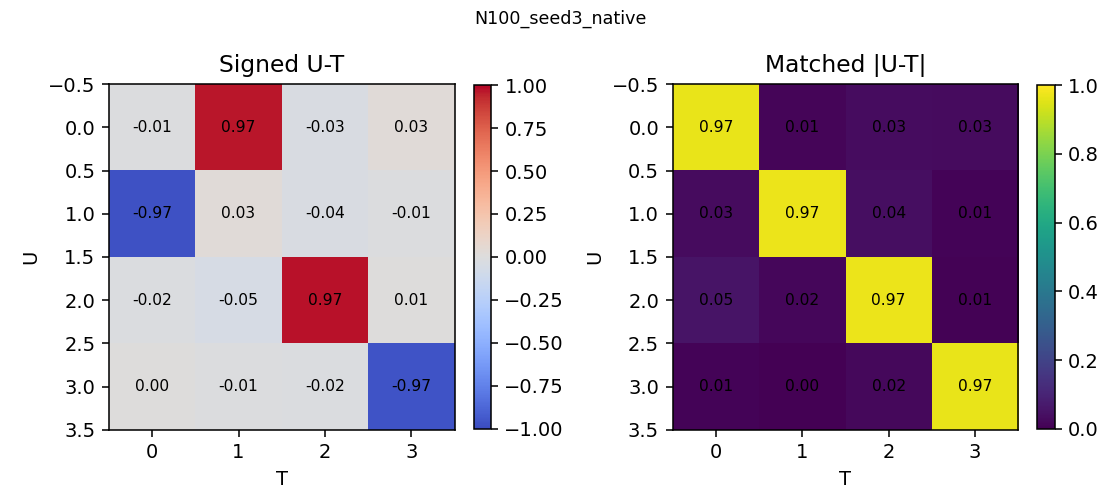 N100_seed3_native
Signed U-T
−0.5
0.0
0.5
1.0
1.5
2.0
2.5
3.0
3.5
U
-0.01 0.97 -0.03 0.03
-0.97 0.03 -0.04 -0.01
-0.02 -0.05 0.97 0.01
0.00 -0.01 -0.02 -0.97
0 1 2 3
T
1.00
0.75
0.50
0.25
0.00
−0.25
−0.50
−0.75
−1.00
Matched |U-T|
−0.5
0.0
0.5
1.0
1.5
2.0
2.5
3.0
3.5
U
0.97 0.01 0.03 0.03
0.03 0.97 0.04 0.01
0.05 0.02 0.97 0.01
0.01 0.00 0.02 0.97
0 1 2 3
T
1.0
0.8
0.6
0.4
0.2
0.0